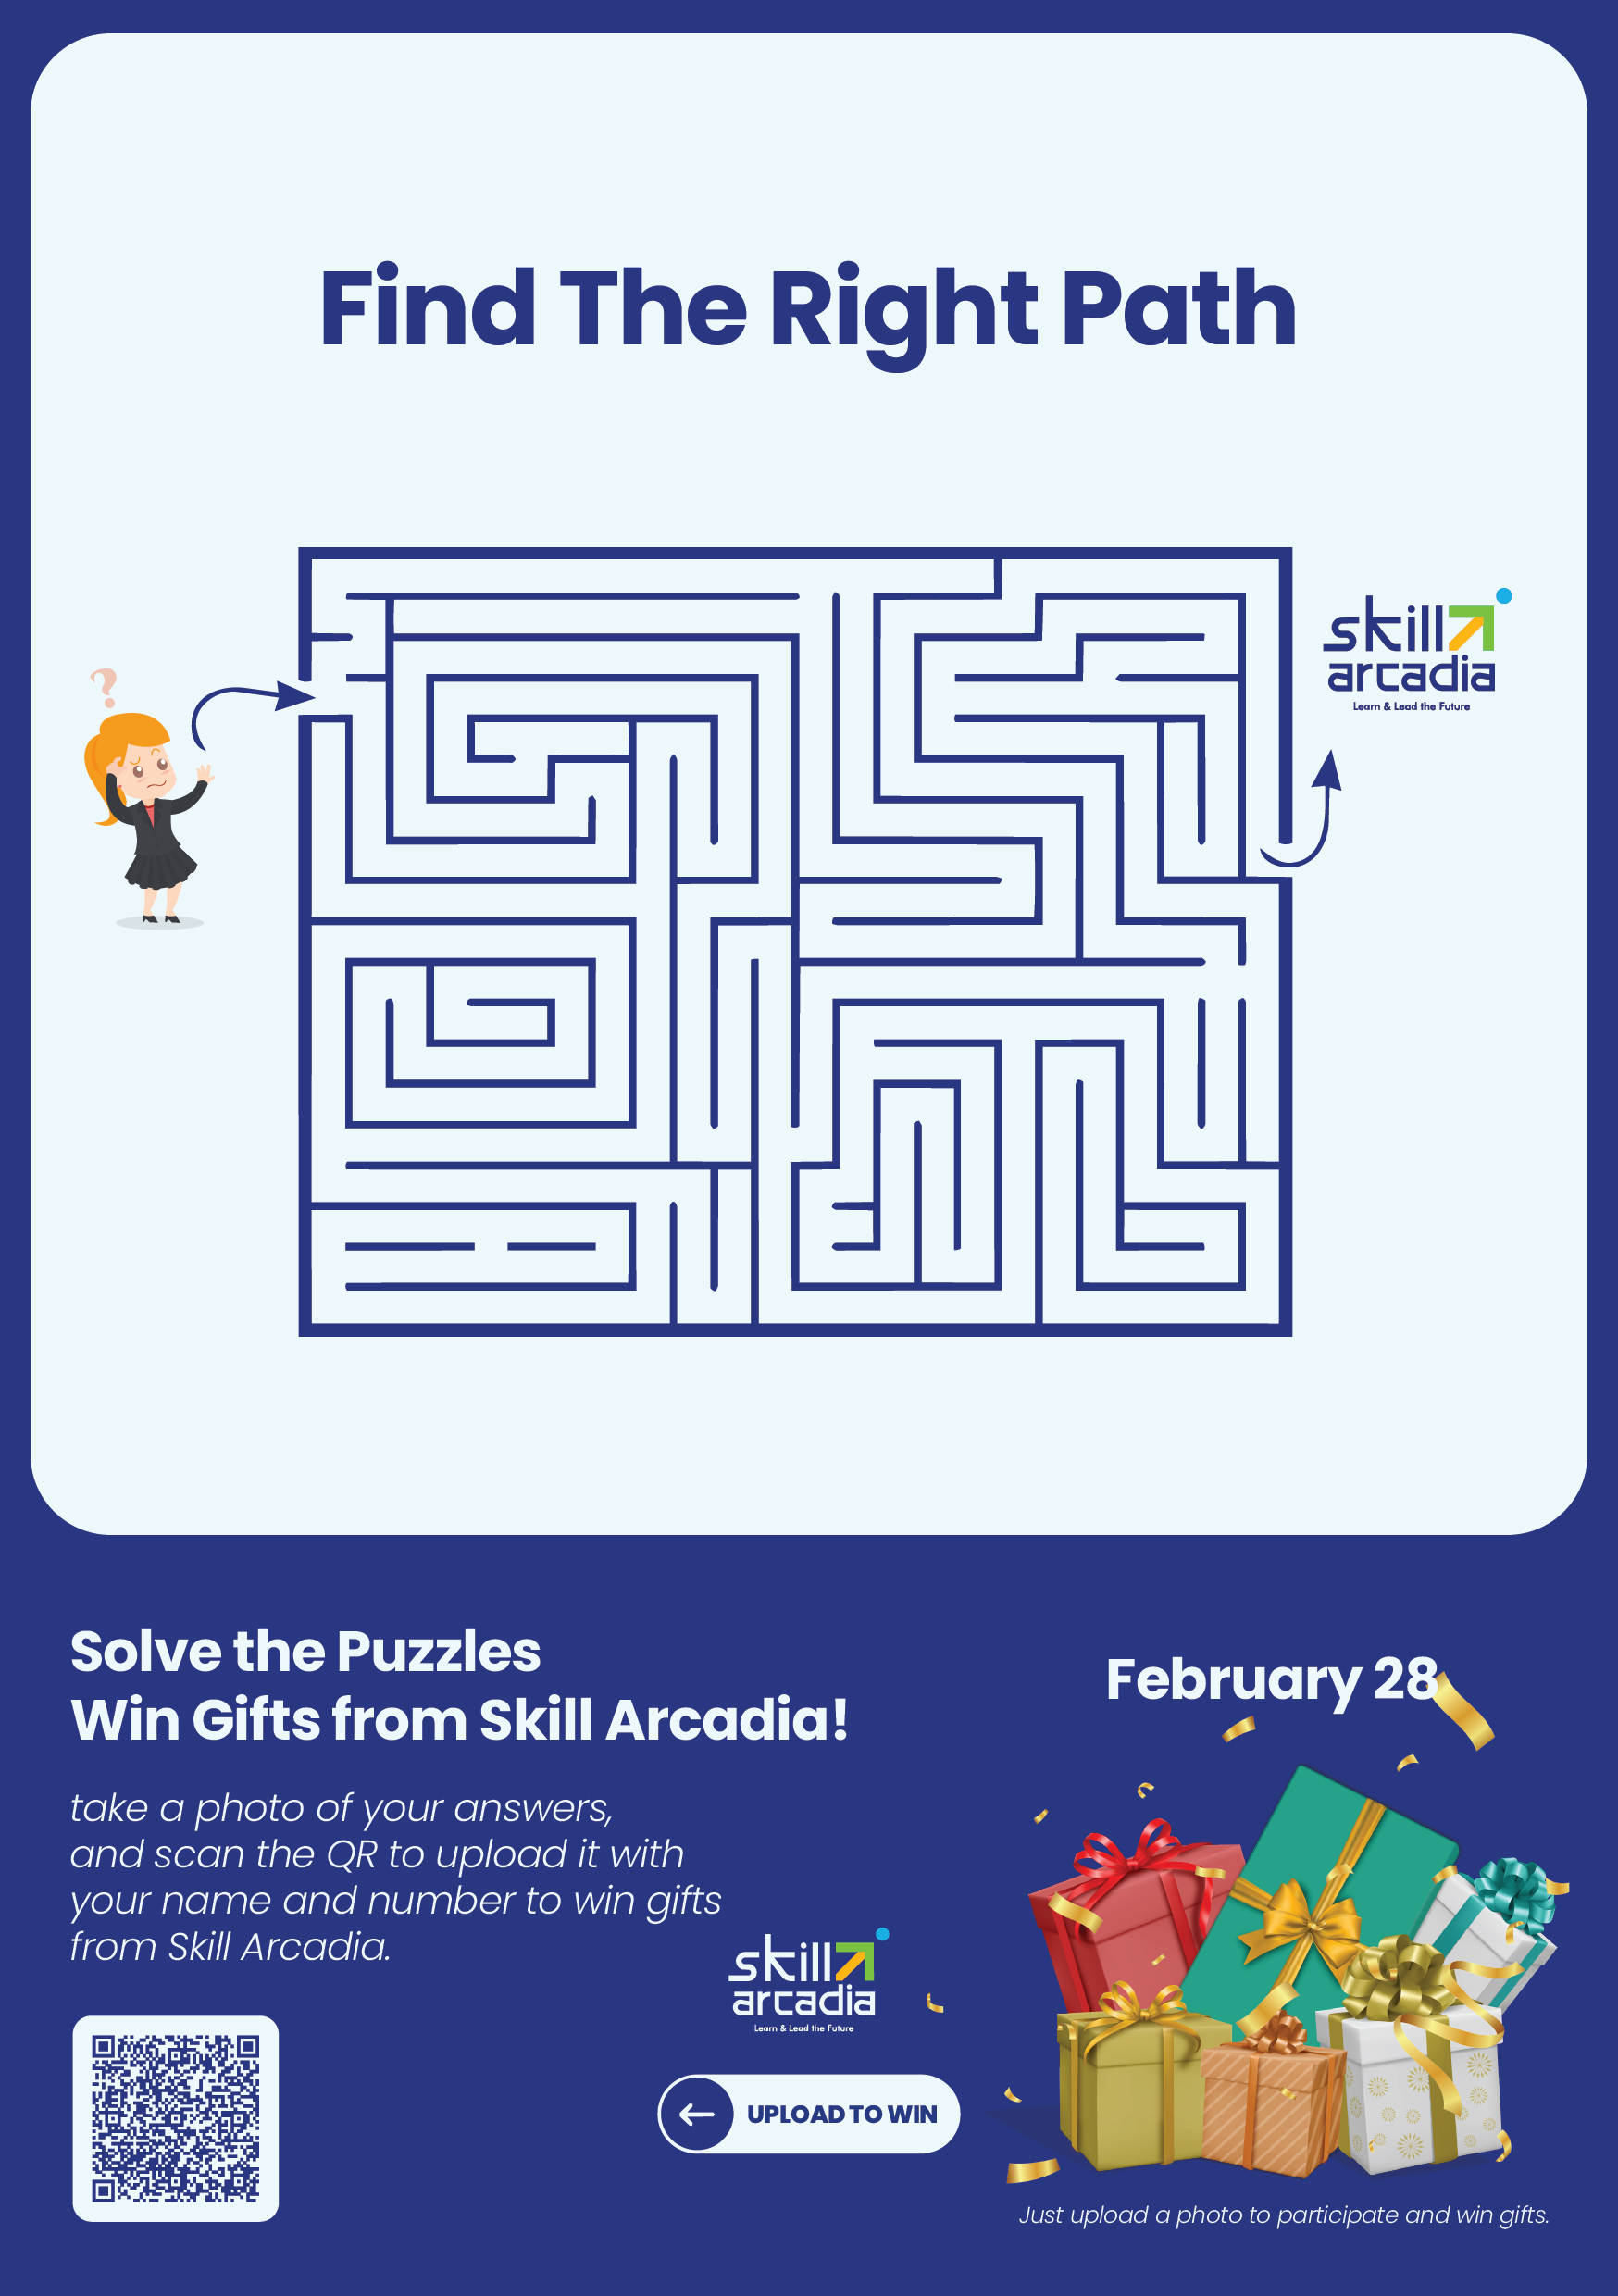 Find The Right Path
skill
arcadia
Learn & Lead the Future
?
Solve the Puzzles
Win Gifts from Skill Arcadia!
take a photo of your answers,
and scan the QR to upload it with
your name and number to win gifts
from Skill Arcadia.
skill
arcadia
Learn & Lead the Future
UPLOAD TO WIN
February 28
Just upload a photo to participate and win gifts.